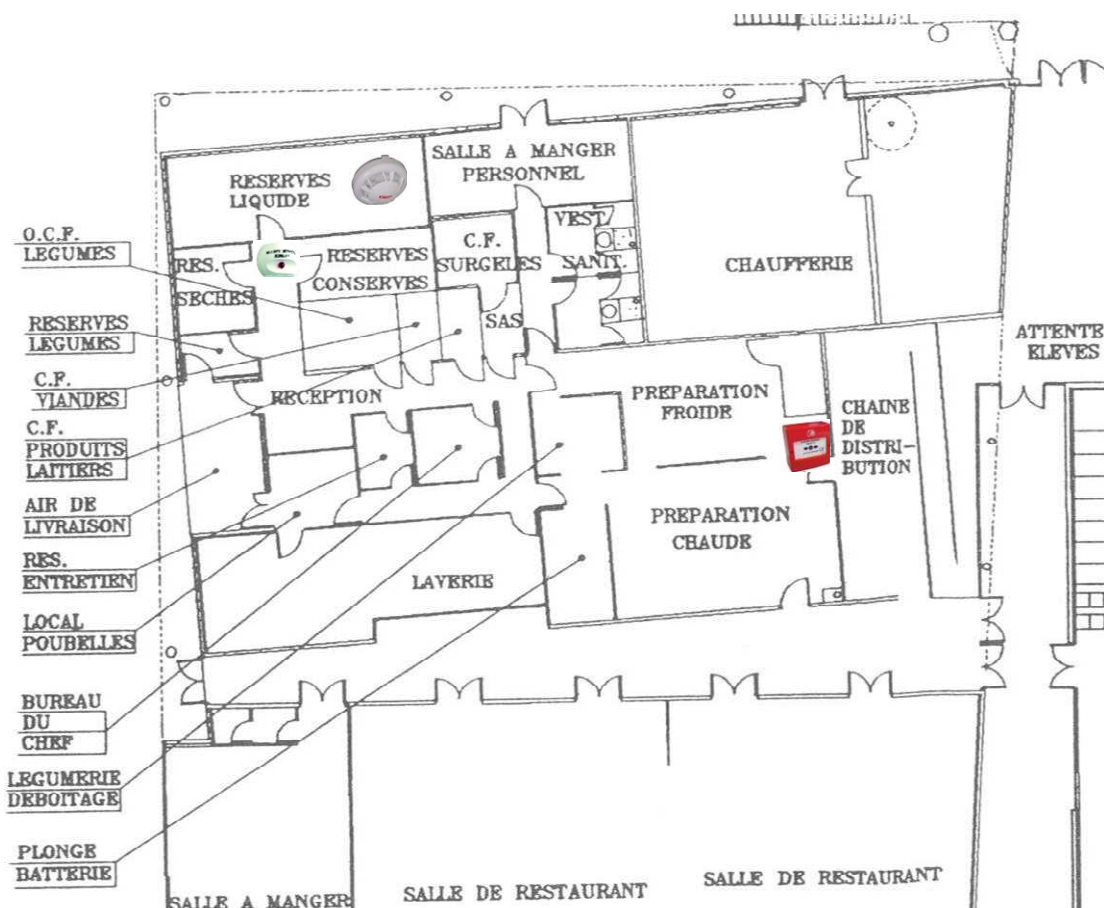 SALLE A MANGER
PERSONNEL
RESERVES
LIQUIDE
O.C.F.
LEGUMES
RES.
SECHES
RESERVES
CONSERVES
C.F.
SURGELES
VEST.
SANIT.
CHAUFFERIE
SAS
RESERVES
LEGUMES
ATTENTE
ELEVES
C.F.
VIANDES
RECEPTION
PREPARATION
FROIDE
CHAINE
DE
DISTRI-
BUTION
C.F.
PRODUITS
LAITIERS
AIR DE
LIVRAISON
PREPARATION
CHAUDE
RES.
ENTRETIEN
LAVERIE
LOCAL
POUBELLES
BUREAU
DU
CHEF
LEGUMERIE
DEBOITAGE
PLONGE
BATTERIE
SALLE A MANGER
SALLE DE RESTAURANT
SALLE DE RESTAURANT